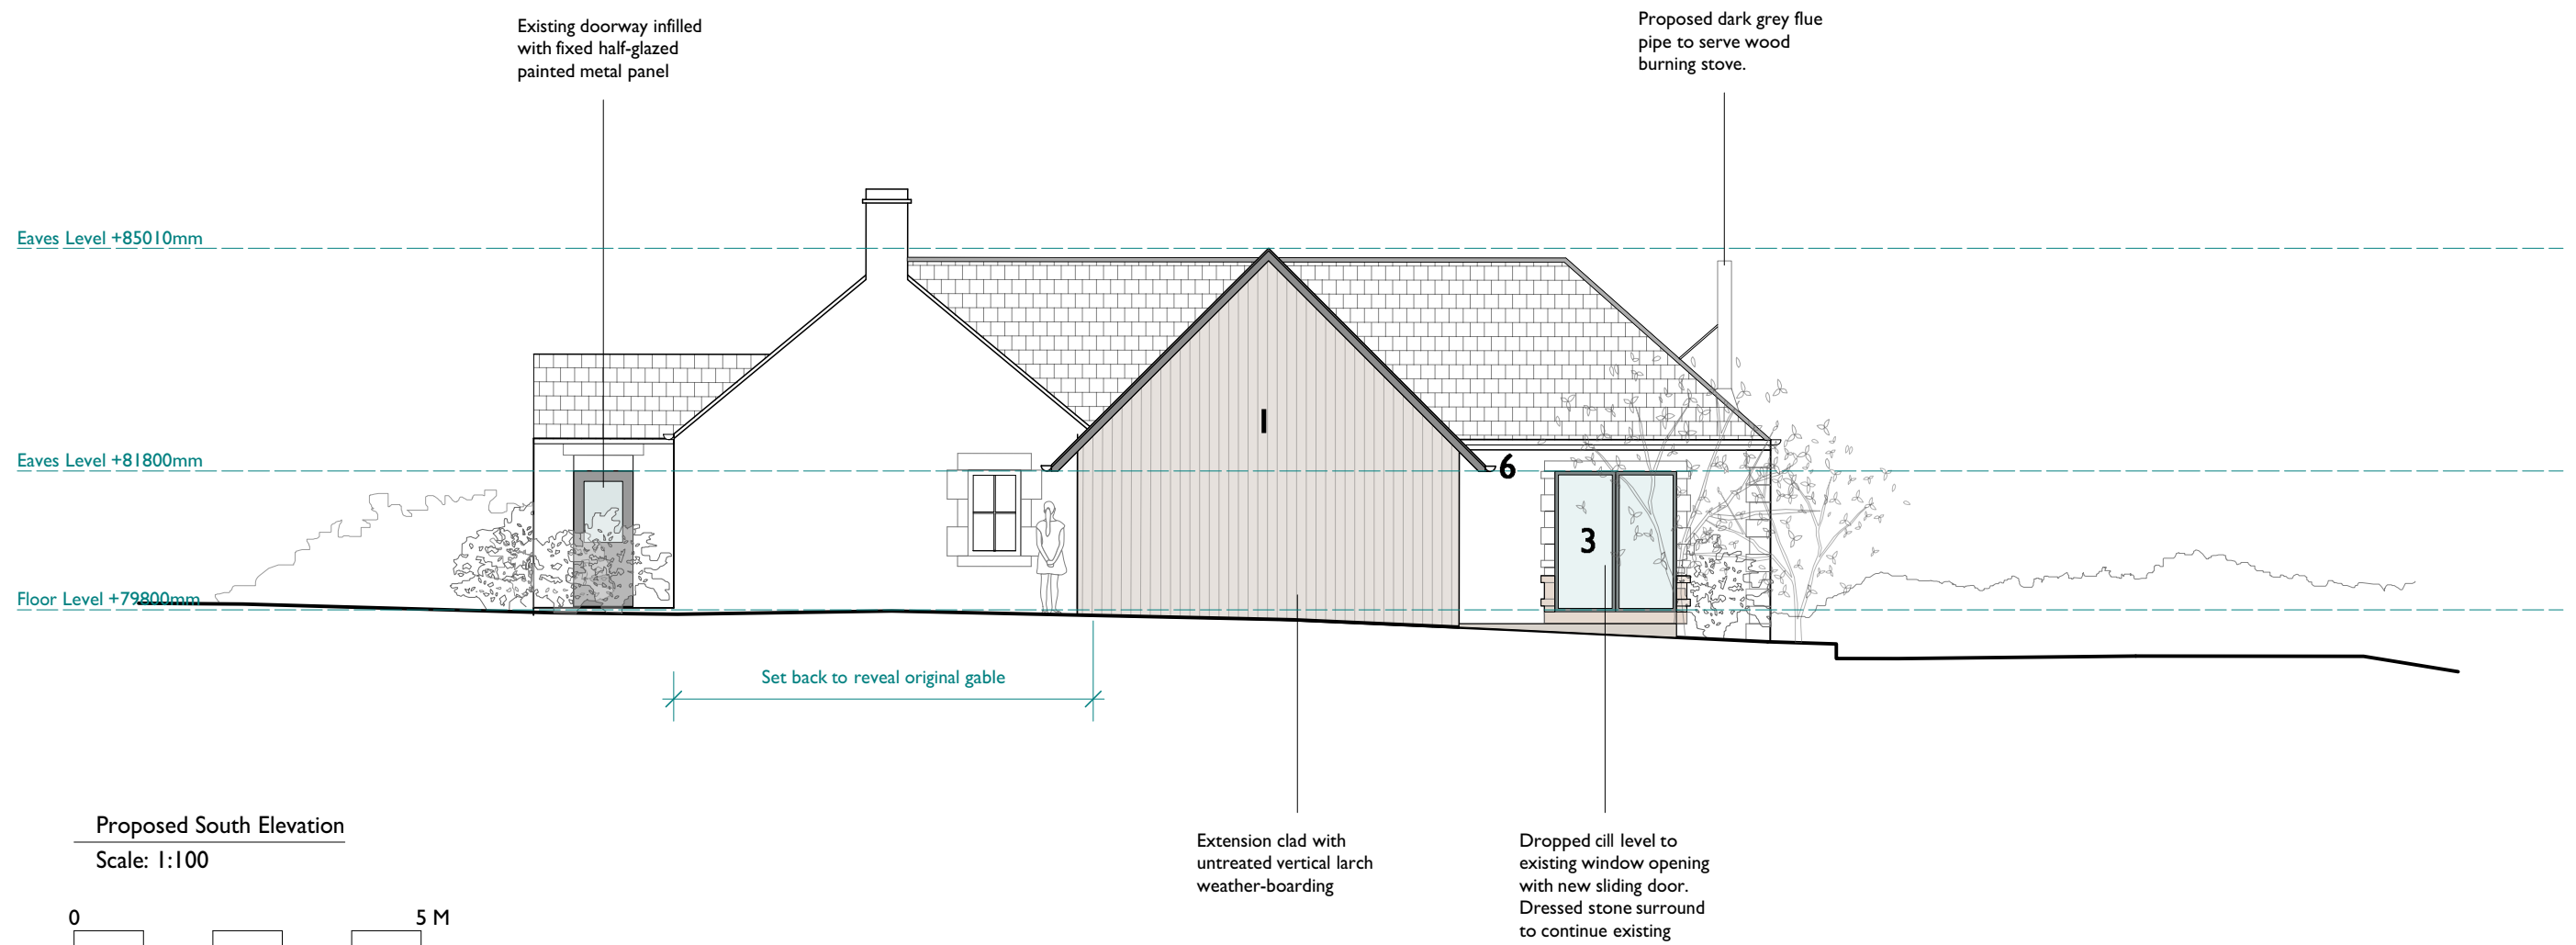 Existing doorway infilled
with fixed half-glazed
painted metal panel
Proposed dark grey flue
pipe to serve wood
burning stove.
Eaves Level +85010mm
Eaves Level +81800mm
Floor Level +79800mm
1
6
3
Set back to reveal original gable
Proposed South Elevation
Scale: 1:100
0
5 M
Extension clad with
untreated vertical larch
weather-boarding
Dropped cill level to
existing window opening
with new sliding door.
Dressed stone surround
to continue existing